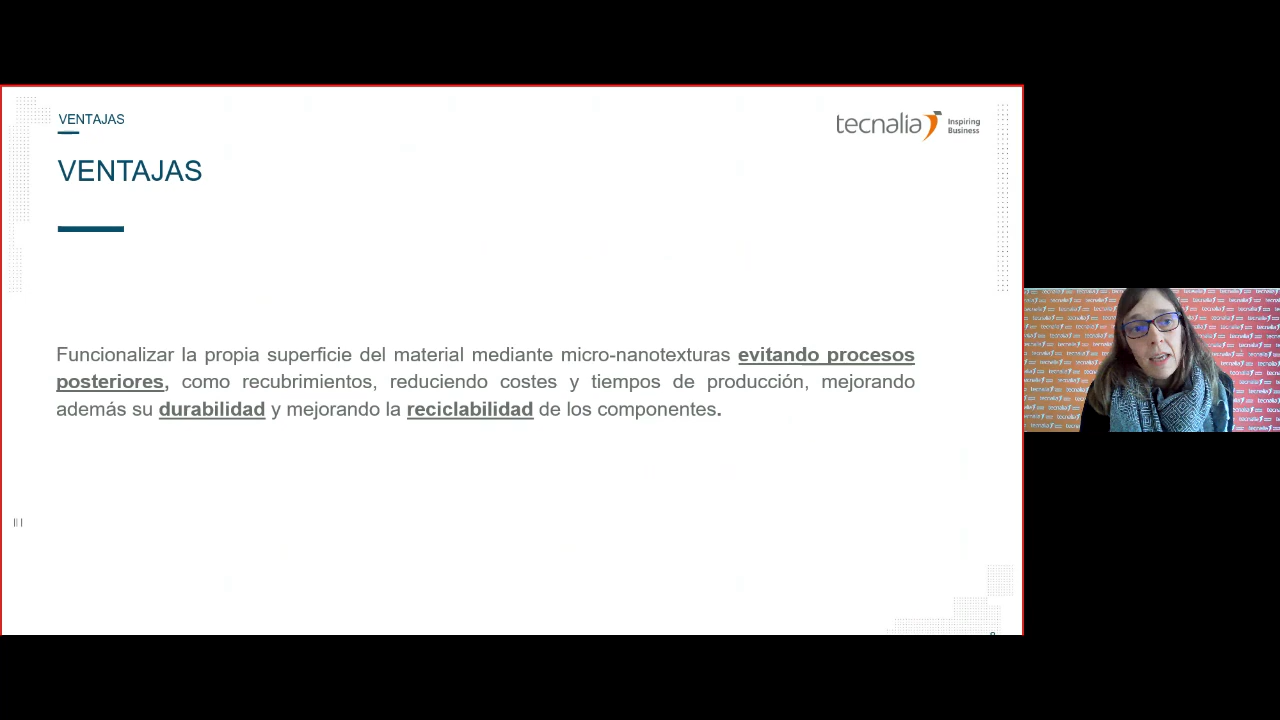 VENTAJAS
tecnalia Inspiring
Business
VENTAJAS
Funcionalizar la propia superficie del material mediante micro-nanotexturas evitando procesos
posteriores, como recubrimientos, reduciendo costes y tiempos de producción, mejorando
además su durabilidad y mejorando la reciclabilidad de los componentes.